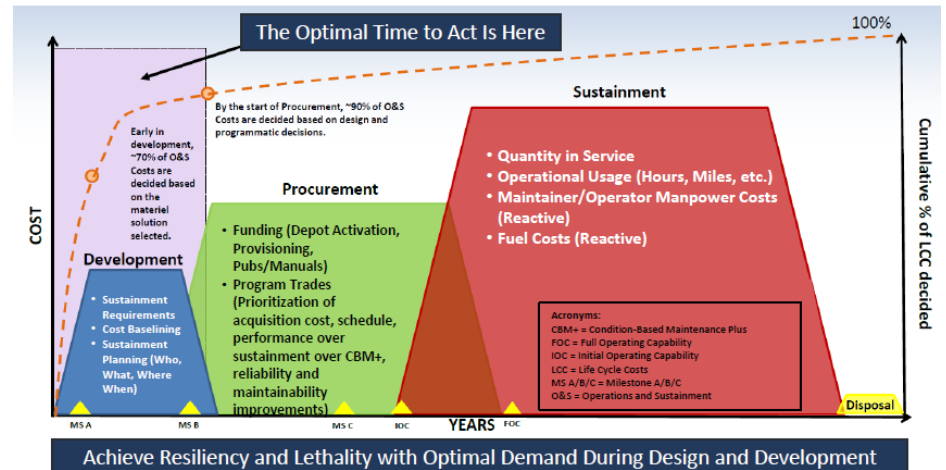 The Optimal Time to Act Is Here
100%
By the start of Procurement, ~90% of O&S
Costs are decided based on design and
programmatic decisions.
Early in
development,
~70% of O&S
Costs are
decided based
on the
materiel
solution
selected.
COST
Development
• Sustainment
Requirements
• Cost Baselining
• Sustainment
Planning (Who,
What, Where
When)
Procurement
• Funding (Depot Activation,
Provisioning,
Pubs/Manuals)
• Program Trades
(Prioritization of
acquisition cost, schedule,
performance over
sustainment over CBM+,
reliability and
maintainability
improvements)
Sustainment
• Quantity in Service
• Operational Usage (Hours, Miles, etc.)
• Maintainer/Operator Manpower Costs
(Reactive)
• Fuel Costs (Reactive)
Acronyms:
CBM+ = Condition-Based Maintenance Plus
FOC = Full Operating Capability
IOC = Initial Operating Capability
LCC = Life Cycle Costs
MS A/B/C = Milestone A/B/C
O&S = Operations and Sustainment
Disposal
Cumulative % of LCC decided
MS A
MS B
MS C
IOC
YEARS
FOC
Achieve Resiliency and Lethality with Optimal Demand During Design and Development